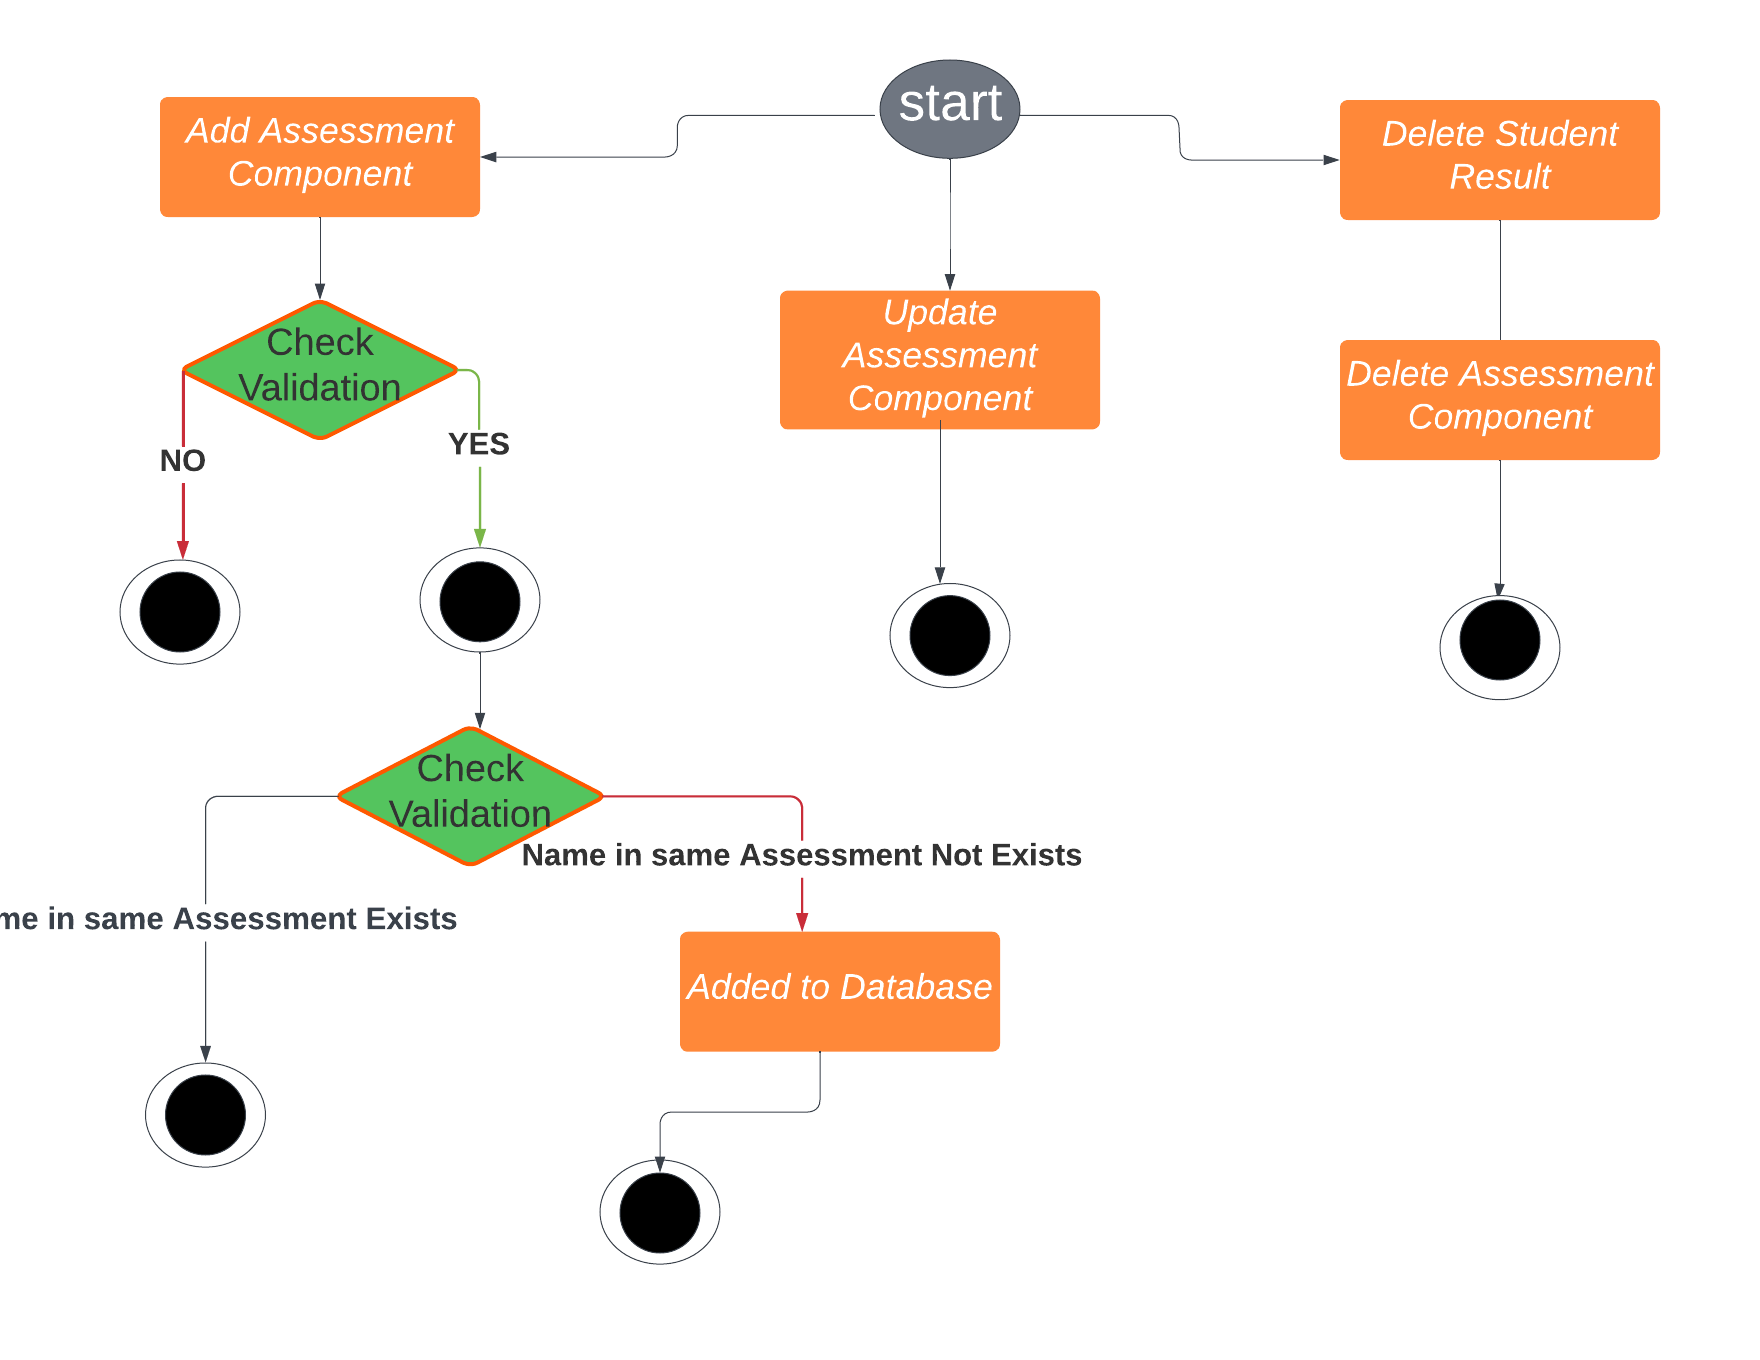 start
Add Assessment
Component
Delete Student
Result
Update
Assessment
Component
Check
Validation
Delete Assessment
Component
NO
YES
Check
Validation
Name in same Assessment Not Exists
in same Assessment Exists
Added to Database